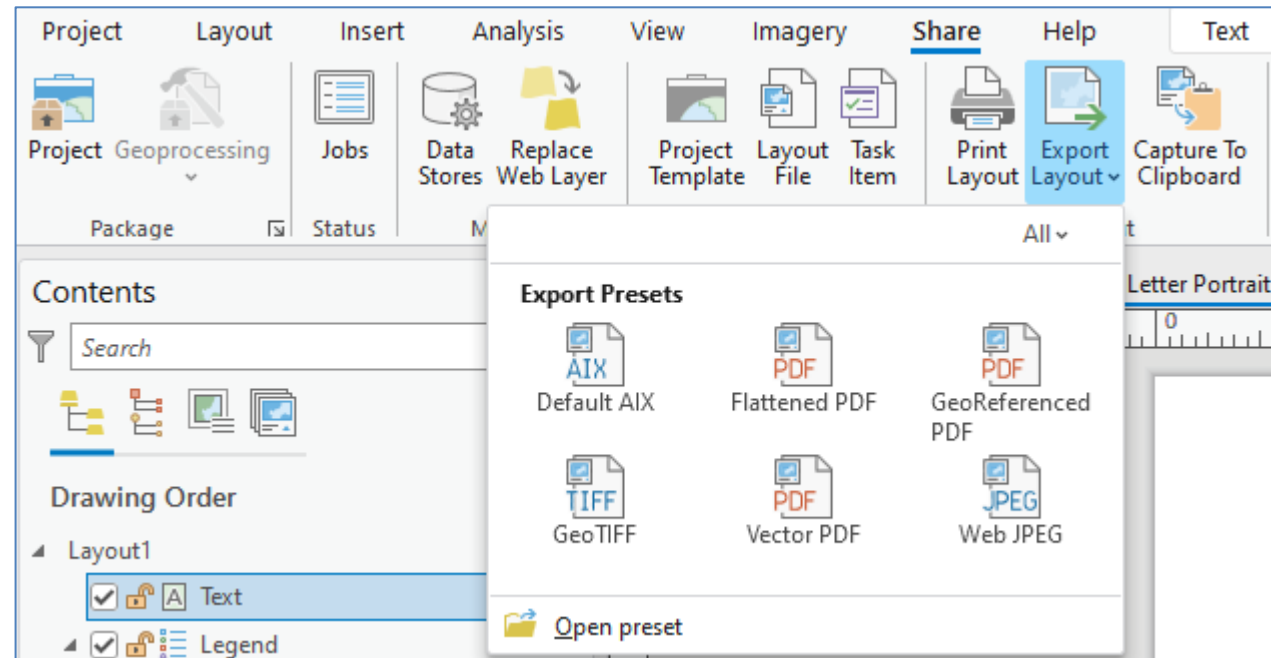 Project Layout Insert Analysis View Imagery Share Help Text
Project Geoprocessing Jobs Data Stores Replace Web Layer Project Template Layout File Task Item Print Layout Export Layout Capture To Clipboard
Package Status M t
All
Contents
Search
Drawing Order
Layout1
Text
Legend
Export Presets
AIX PDF PDF
Default AIX Flattened PDF GeoReferenced PDF
TIFF PDF JPEG
GeoTIFF Vector PDF Web JPEG
Open preset
Letter Portrait
0